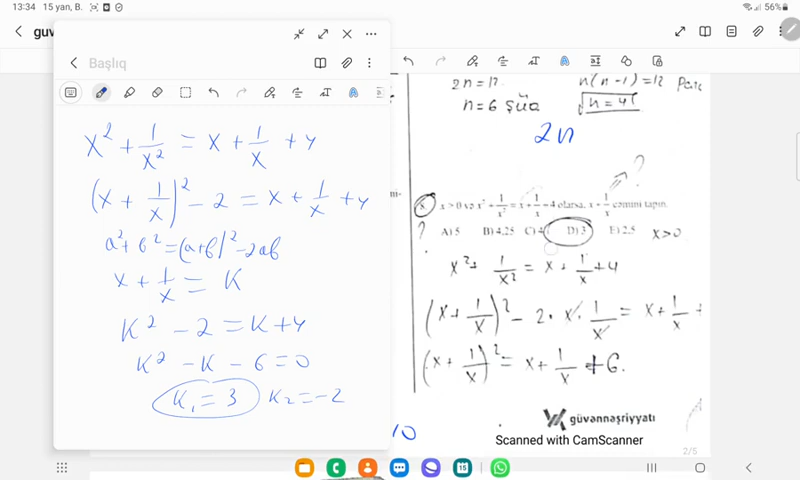 13:34 15 yan, B.
56%
guv
Başlıq
x² + 1/x² = x + 1/x + 4
(x + 1/x)² - 2 = x + 1/x + 4
a² + b² = (a+b)² - 2ab
x + 1/x = K
K² - 2 = K + 4
K² - K - 6 = 0
K₁ = 3 K₂ = -2
2n = 12 n(n-1) = 12
n = 6 şüa
2n
?
8. x > 0 və x² + 1/x² = x + 1/x + 4 olarsa, x + 1/x cəmini tapın.
? A) 5 B) 4,25 C) 4 D) 3 E) 2,5 x>0
x² + 1/x² = x + 1/x + 4
(x + 1/x)² - 2 · x · 1/x = x + 1/x +
(x + 1/x)² = x + 1/x + 6.
güvənnəşriyyatı
10
Scanned with CamScanner
2/5
15